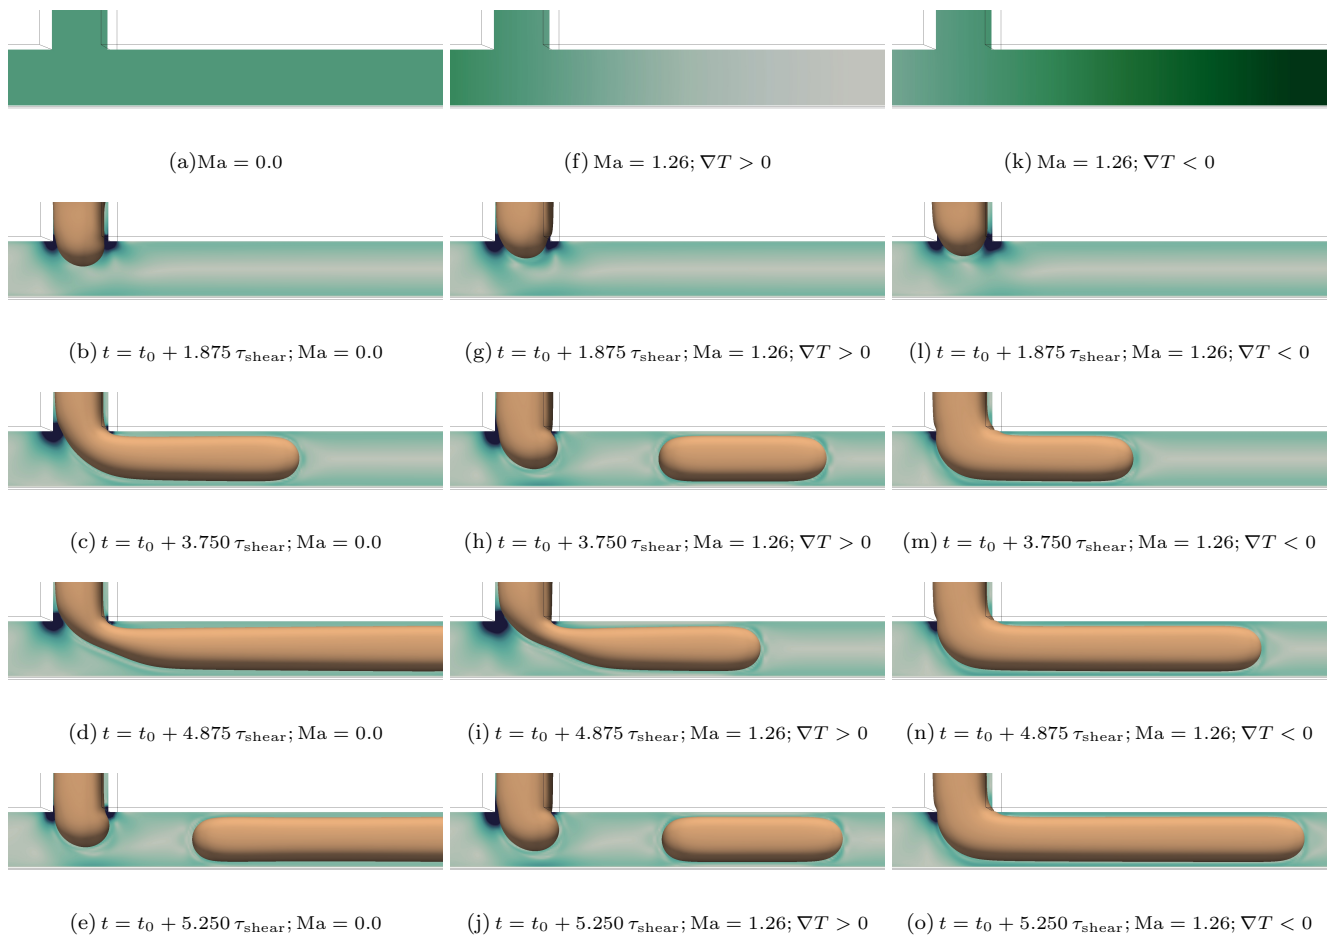 (a)Ma = 0.0
(f) Ma = 1.26; ∇T > 0
(k) Ma = 1.26; ∇T < 0
(b) t = t₀ + 1.875 τ_shear; Ma = 0.0
(g) t = t₀ + 1.875 τ_shear; Ma = 1.26; ∇T > 0
(l) t = t₀ + 1.875 τ_shear; Ma = 1.26; ∇T < 0
(c) t = t₀ + 3.750 τ_shear; Ma = 0.0
(h) t = t₀ + 3.750 τ_shear; Ma = 1.26; ∇T > 0
(m) t = t₀ + 3.750 τ_shear; Ma = 1.26; ∇T < 0
(d) t = t₀ + 4.875 τ_shear; Ma = 0.0
(i) t = t₀ + 4.875 τ_shear; Ma = 1.26; ∇T > 0
(n) t = t₀ + 4.875 τ_shear; Ma = 1.26; ∇T < 0
(e) t = t₀ + 5.250 τ_shear; Ma = 0.0
(j) t = t₀ + 5.250 τ_shear; Ma = 1.26; ∇T > 0
(o) t = t₀ + 5.250 τ_shear; Ma = 1.26; ∇T < 0